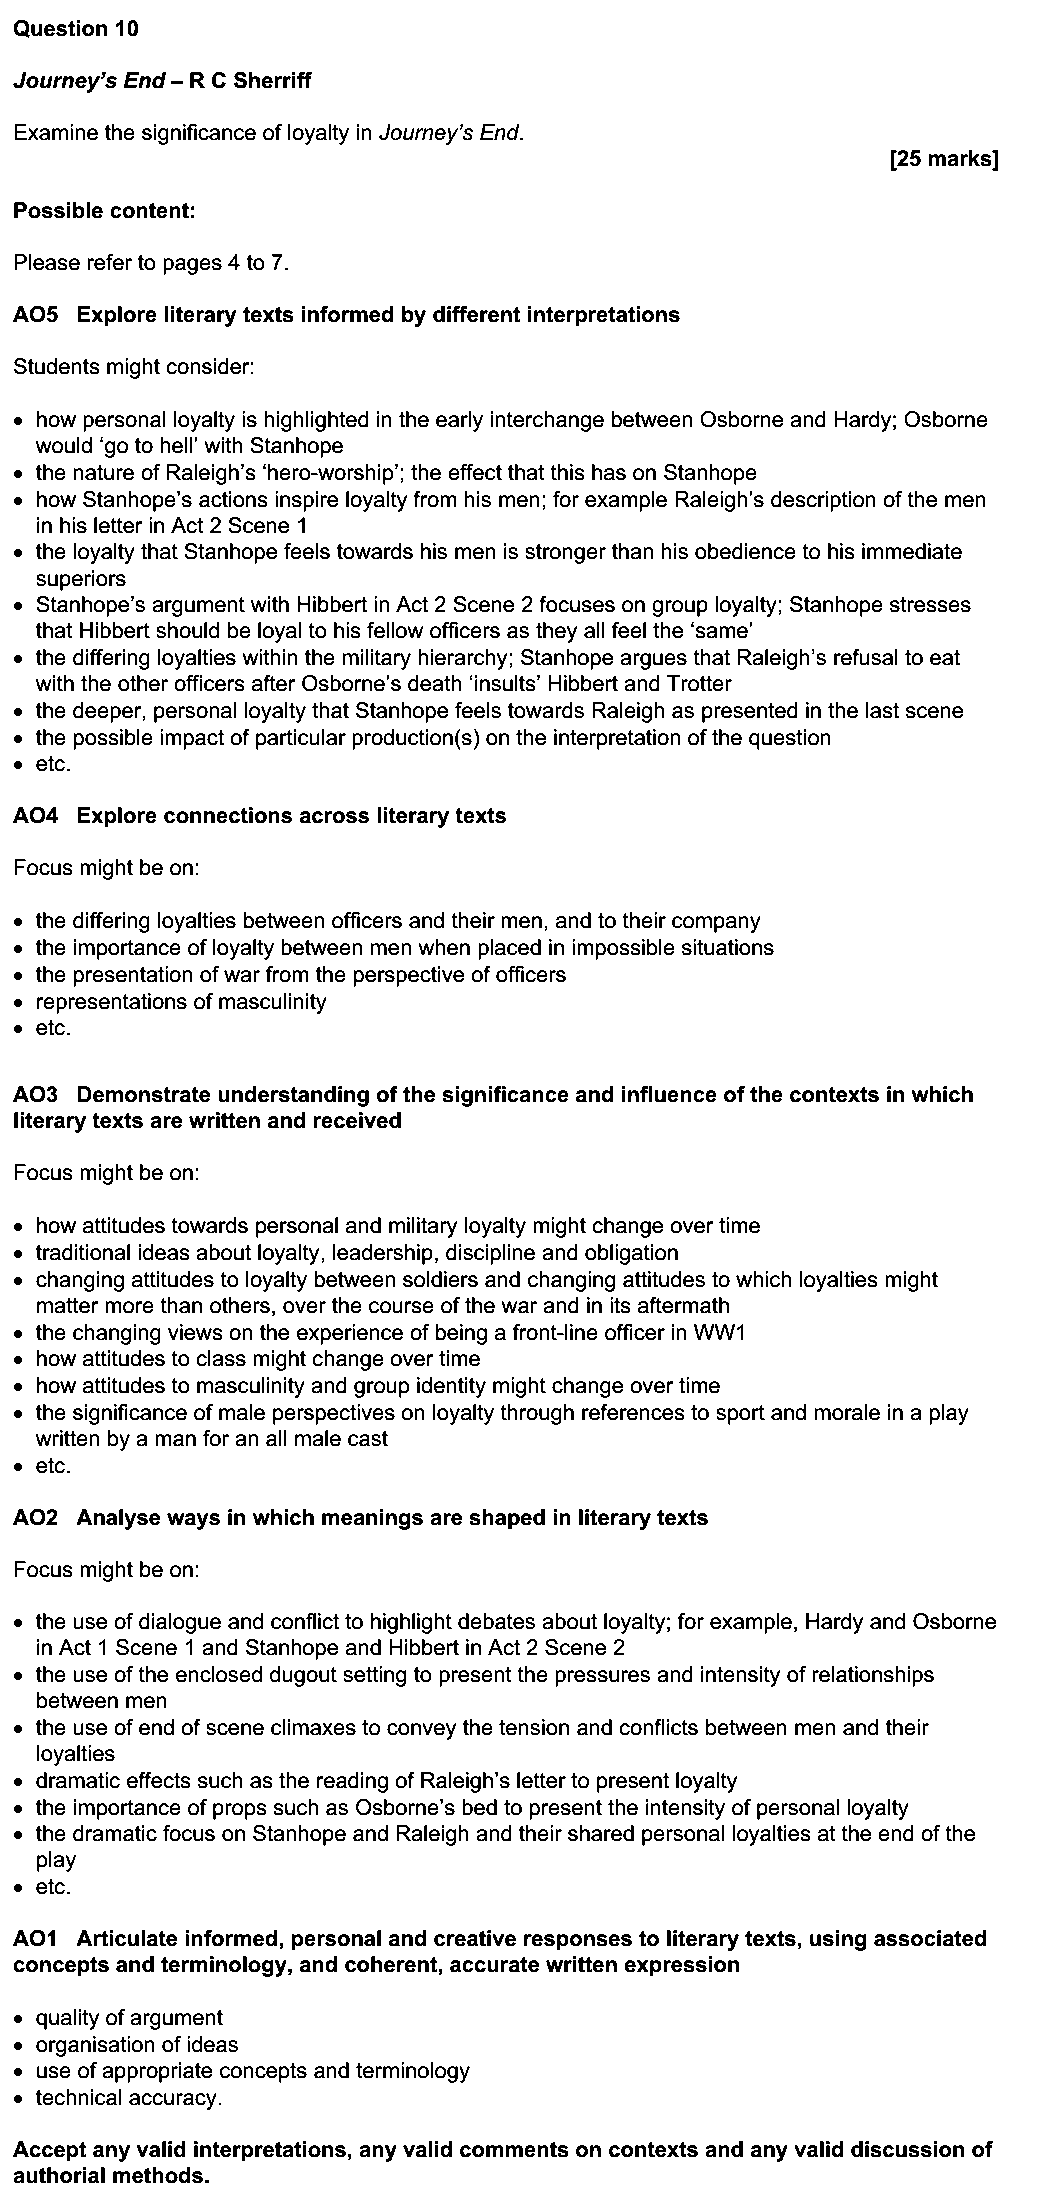 Question 10
Journey's End – R C Sherriff
Examine the significance of loyalty in Journey's End.
[25 marks]
Possible content:
Please refer to pages 4 to 7.
AO5 Explore literary texts informed by different interpretations
Students might consider:
• how personal loyalty is highlighted in the early interchange between Osborne and Hardy; Osborne
would 'go to hell' with Stanhope
• the nature of Raleigh's 'hero-worship'; the effect that this has on Stanhope
• how Stanhope's actions inspire loyalty from his men; for example Raleigh's description of the men
in his letter in Act 2 Scene 1
• the loyalty that Stanhope feels towards his men is stronger than his obedience to his immediate
superiors
• Stanhope's argument with Hibbert in Act 2 Scene 2 focuses on group loyalty; Stanhope stresses
that Hibbert should be loyal to his fellow officers as they all feel the 'same'
• the differing loyalties within the military hierarchy; Stanhope argues that Raleigh's refusal to eat
with the other officers after Osborne's death 'insults' Hibbert and Trotter
• the deeper, personal loyalty that Stanhope feels towards Raleigh as presented in the last scene
• the possible impact of particular production(s) on the interpretation of the question
• etc.
AO4 Explore connections across literary texts
Focus might be on:
• the differing loyalties between officers and their men, and to their company
• the importance of loyalty between men when placed in impossible situations
• the presentation of war from the perspective of officers
• representations of masculinity
• etc.
AO3 Demonstrate understanding of the significance and influence of the contexts in which
literary texts are written and received
Focus might be on:
• how attitudes towards personal and military loyalty might change over time
• traditional ideas about loyalty, leadership, discipline and obligation
• changing attitudes to loyalty between soldiers and changing attitudes to which loyalties might
matter more than others, over the course of the war and in its aftermath
• the changing views on the experience of being a front-line officer in WW1
• how attitudes to class might change over time
• how attitudes to masculinity and group identity might change over time
• the significance of male perspectives on loyalty through references to sport and morale in a play
written by a man for an all male cast
• etc.
AO2 Analyse ways in which meanings are shaped in literary texts
Focus might be on:
• the use of dialogue and conflict to highlight debates about loyalty; for example, Hardy and Osborne
in Act 1 Scene 1 and Stanhope and Hibbert in Act 2 Scene 2
• the use of the enclosed dugout setting to present the pressures and intensity of relationships
between men
• the use of end of scene climaxes to convey the tension and conflicts between men and their
loyalties
• dramatic effects such as the reading of Raleigh's letter to present loyalty
• the importance of props such as Osborne's bed to present the intensity of personal loyalty
• the dramatic focus on Stanhope and Raleigh and their shared personal loyalties at the end of the
play
• etc.
AO1 Articulate informed, personal and creative responses to literary texts, using associated
concepts and terminology, and coherent, accurate written expression
• quality of argument
• organisation of ideas
• use of appropriate concepts and terminology
• technical accuracy.
Accept any valid interpretations, any valid comments on contexts and any valid discussion of
authorial methods.